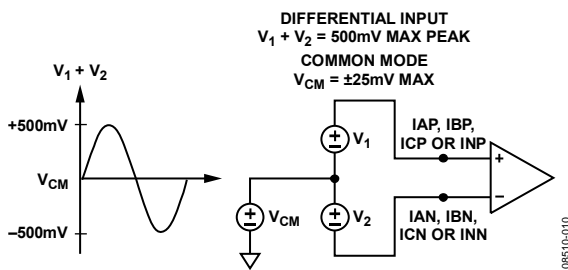 DIFFERENTIAL INPUT
V1 + V2 = 500mV MAX PEAK
COMMON MODE
VCM = ±25mV MAX
V1 + V2
+500mV
VCM
–500mV
V1
VCM
V2
IAP, IBP,
ICP OR INP
+
–
IAN, IBN,
ICN OR INN
08510-010